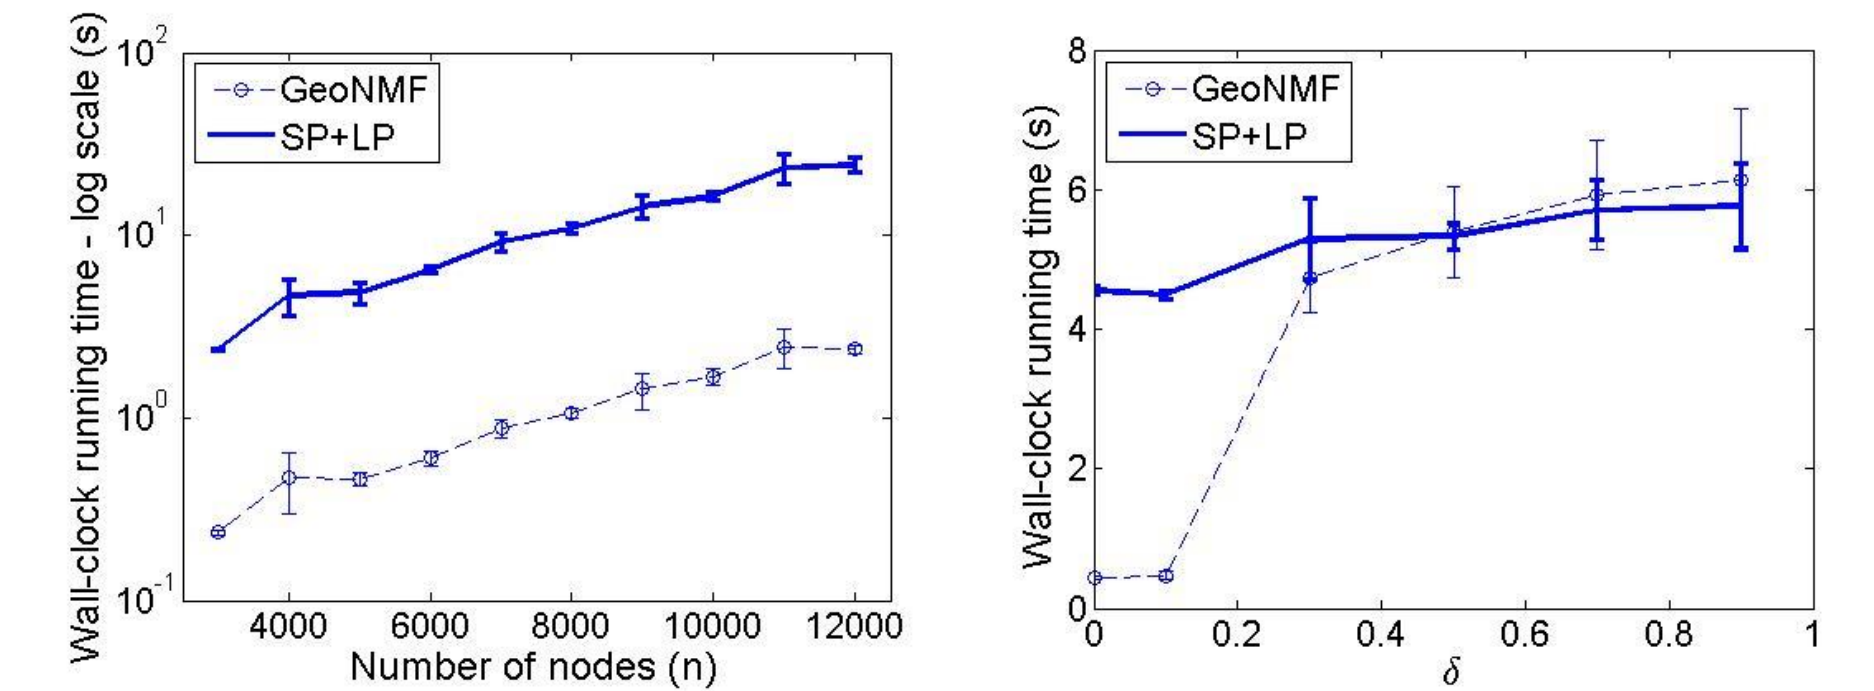 Wall-clock running time - log scale (s)
10^2
10^1
10^0
10^-1
GeoNMF
SP+LP
4000 6000 8000 10000 12000
Number of nodes (n)
Wall-clock running time (s)
8
6
4
2
0
GeoNMF
SP+LP
0 0.2 0.4 0.6 0.8 1
δ